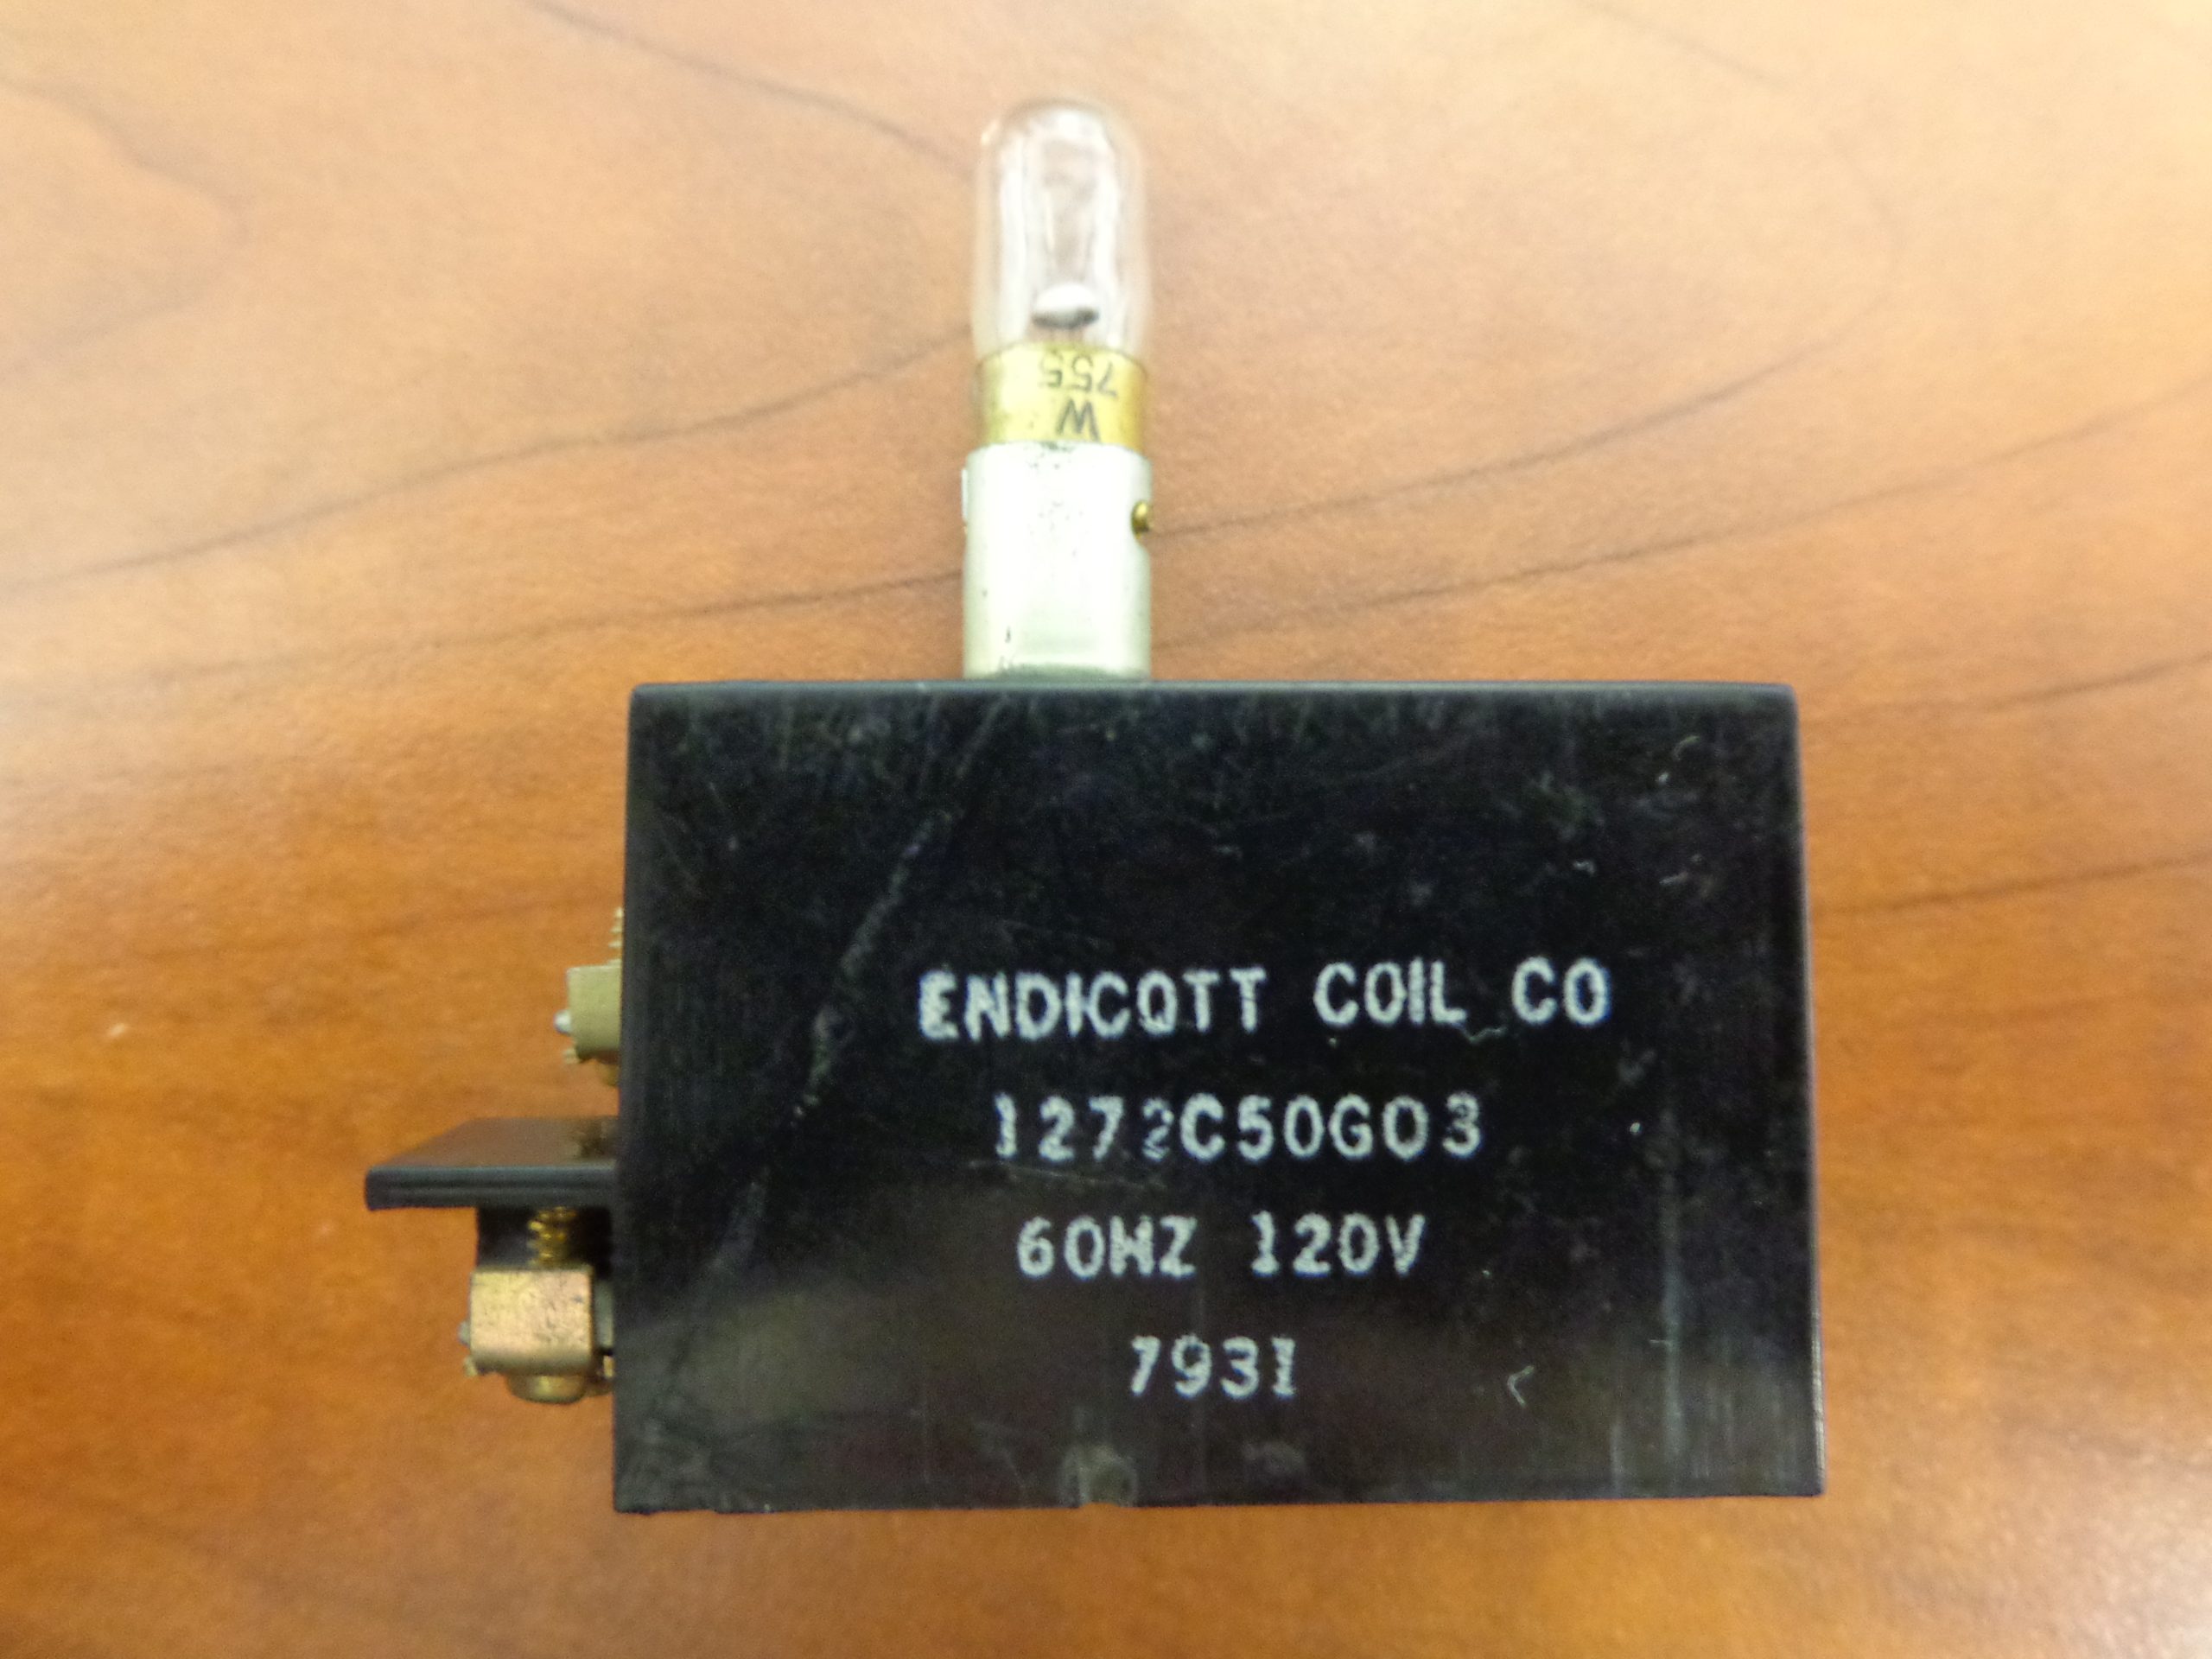 W
755
ENDICOTT COIL CO
1272C50G03
60HZ 120V
7931